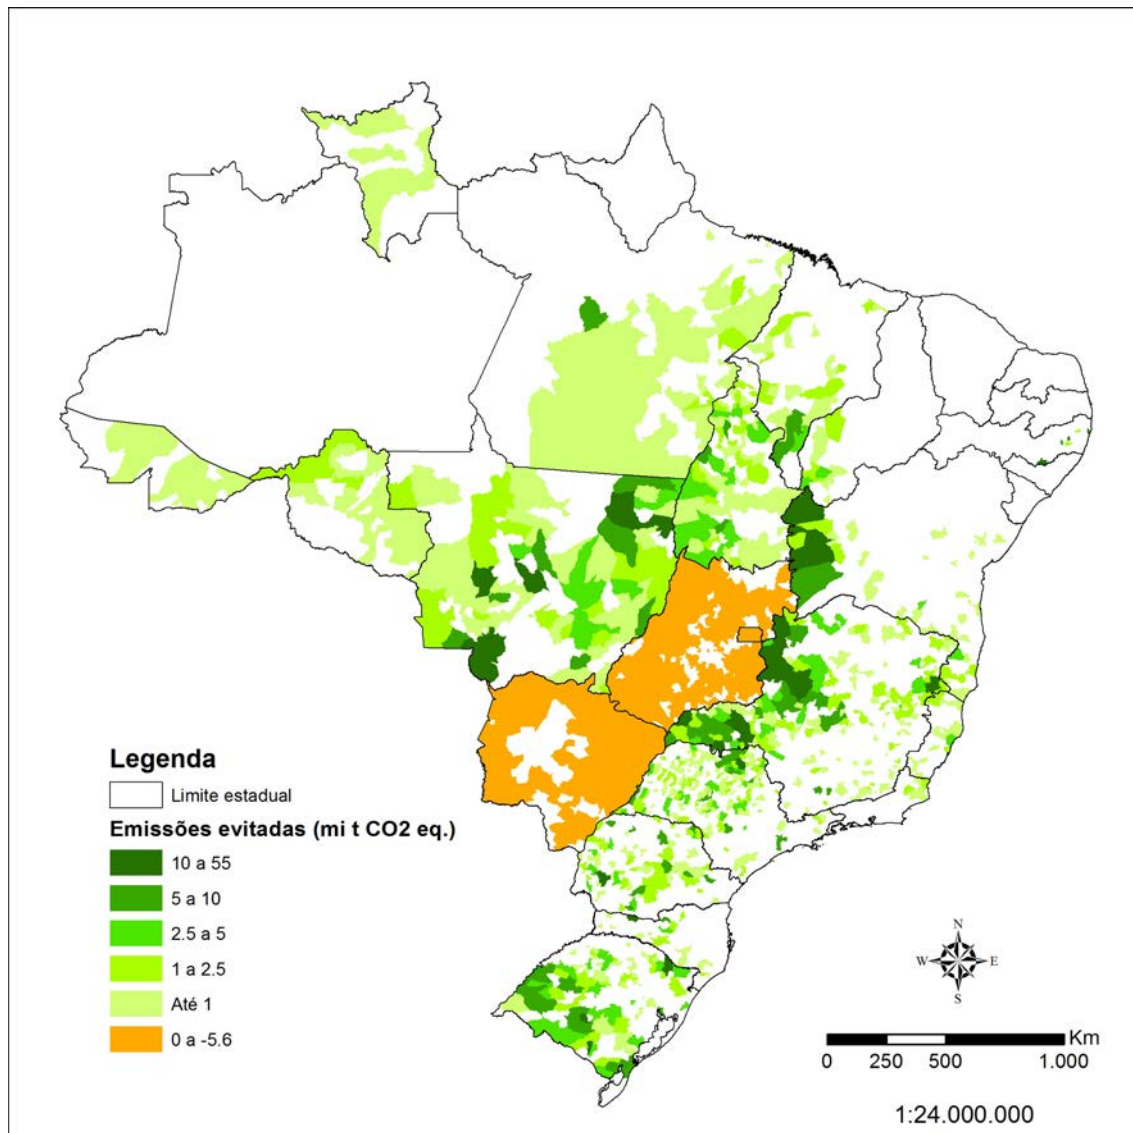 Legenda
Limite estadual
Emissões evitadas (mi t CO2 eq.)
10 a 55
5 a 10
2.5 a 5
1 a 2.5
Até 1
0 a -5.6
N
W E
S
Km
0 250 500 1.000
1:24.000.000